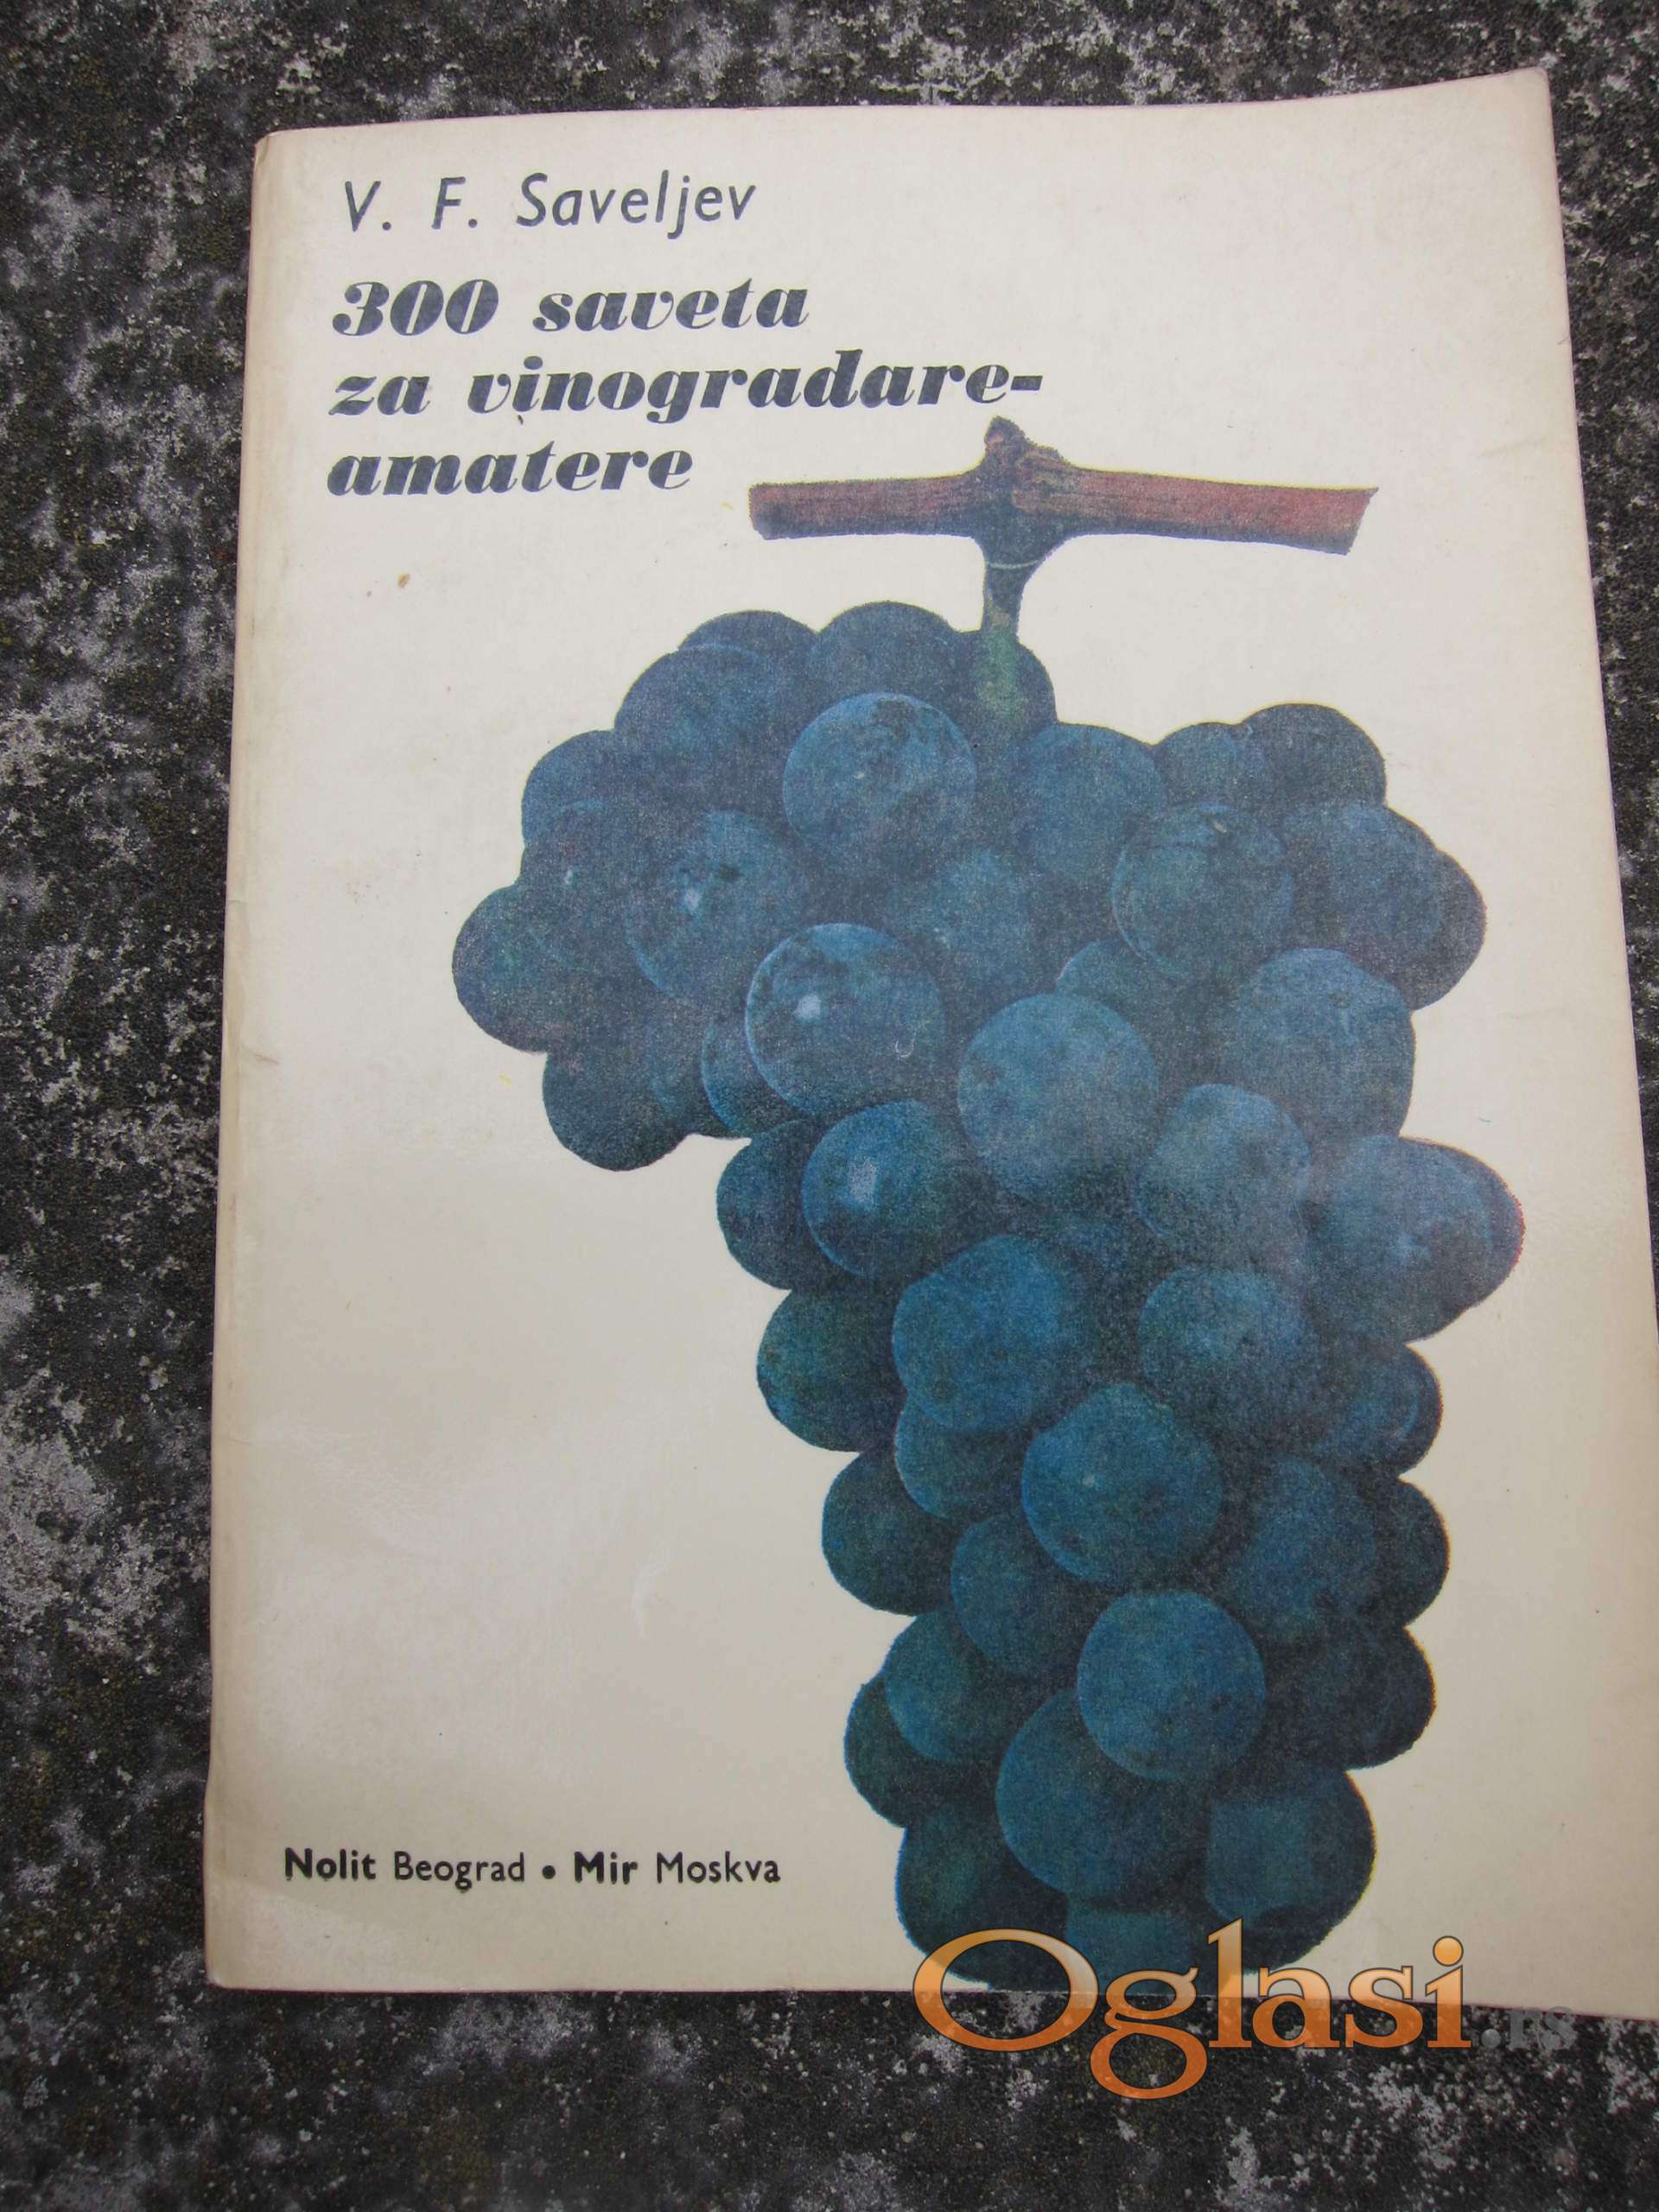 V. F. Saveljev
300 saveta
za vinogradare-
amatere
Nolit Beograd • Mir Moskva
Oglasi.rs